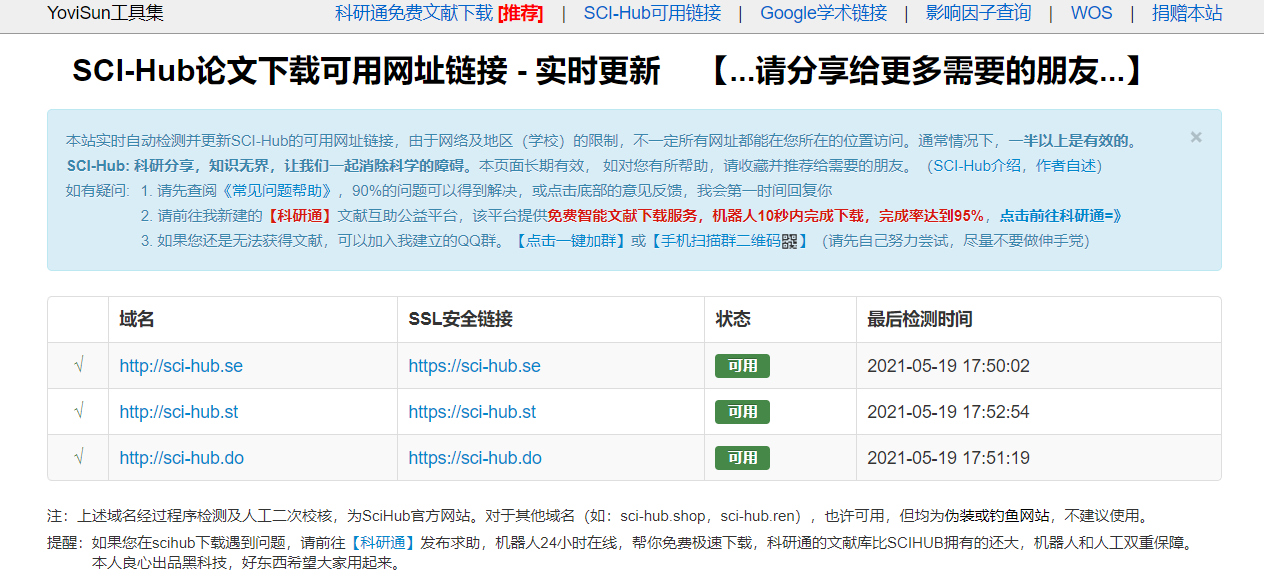 YoviSun工具集 科研通免费文献下载 [推荐] | SCI-Hub可用链接 | Google学术链接 | 影响因子查询 | WOS | 捐赠本站
SCI-Hub论文下载可用网址链接 - 实时更新 【...请分享给更多需要的朋友...】
本站实时自动检测并更新SCI-Hub的可用网址链接，由于网络及地区（学校）的限制，不一定所有网址都能在您所在的位置访问。通常情况下，一半以上是有效的。 ×
SCI-Hub: 科研分享，知识无界，让我们一起消除科学的障碍。本页面长期有效， 如对您有所帮助，请收藏并推荐给需要的朋友。（SCI-Hub介绍，作者自述）
如有疑问： 1. 请先查阅《常见问题帮助》，90%的问题可以得到解决，或点击底部的意见反馈，我会第一时间回复你
2. 请前往我新建的【科研通】文献互助公益平台，该平台提供免费智能文献下载服务，机器人10秒内完成下载，完成率达到95%，点击前往科研通=》
3. 如果您还是无法获得文献，可以加入我建立的QQ群。【点击一键加群】或【手机扫描群二维码】（请先自己努力尝试，尽量不要做伸手党）
域名 SSL安全链接 状态 最后检测时间
√ http://sci-hub.se https://sci-hub.se 可用 2021-05-19 17:50:02
√ http://sci-hub.st https://sci-hub.st 可用 2021-05-19 17:52:54
√ http://sci-hub.do https://sci-hub.do 可用 2021-05-19 17:51:19
注：上述域名经过程序检测及人工二次校核，为SciHub官方网站。对于其他域名（如：sci-hub.shop，sci-hub.ren），也许可用，但均为伪装或钓鱼网站，不建议使用。
提醒：如果您在scihub下载遇到问题，请前往【科研通】发布求助，机器人24小时在线，帮你免费极速下载，科研通的文献库比SCIHUB拥有的还大，机器人和人工双重保障。
本人良心出品黑科技，好东西希望大家用起来。